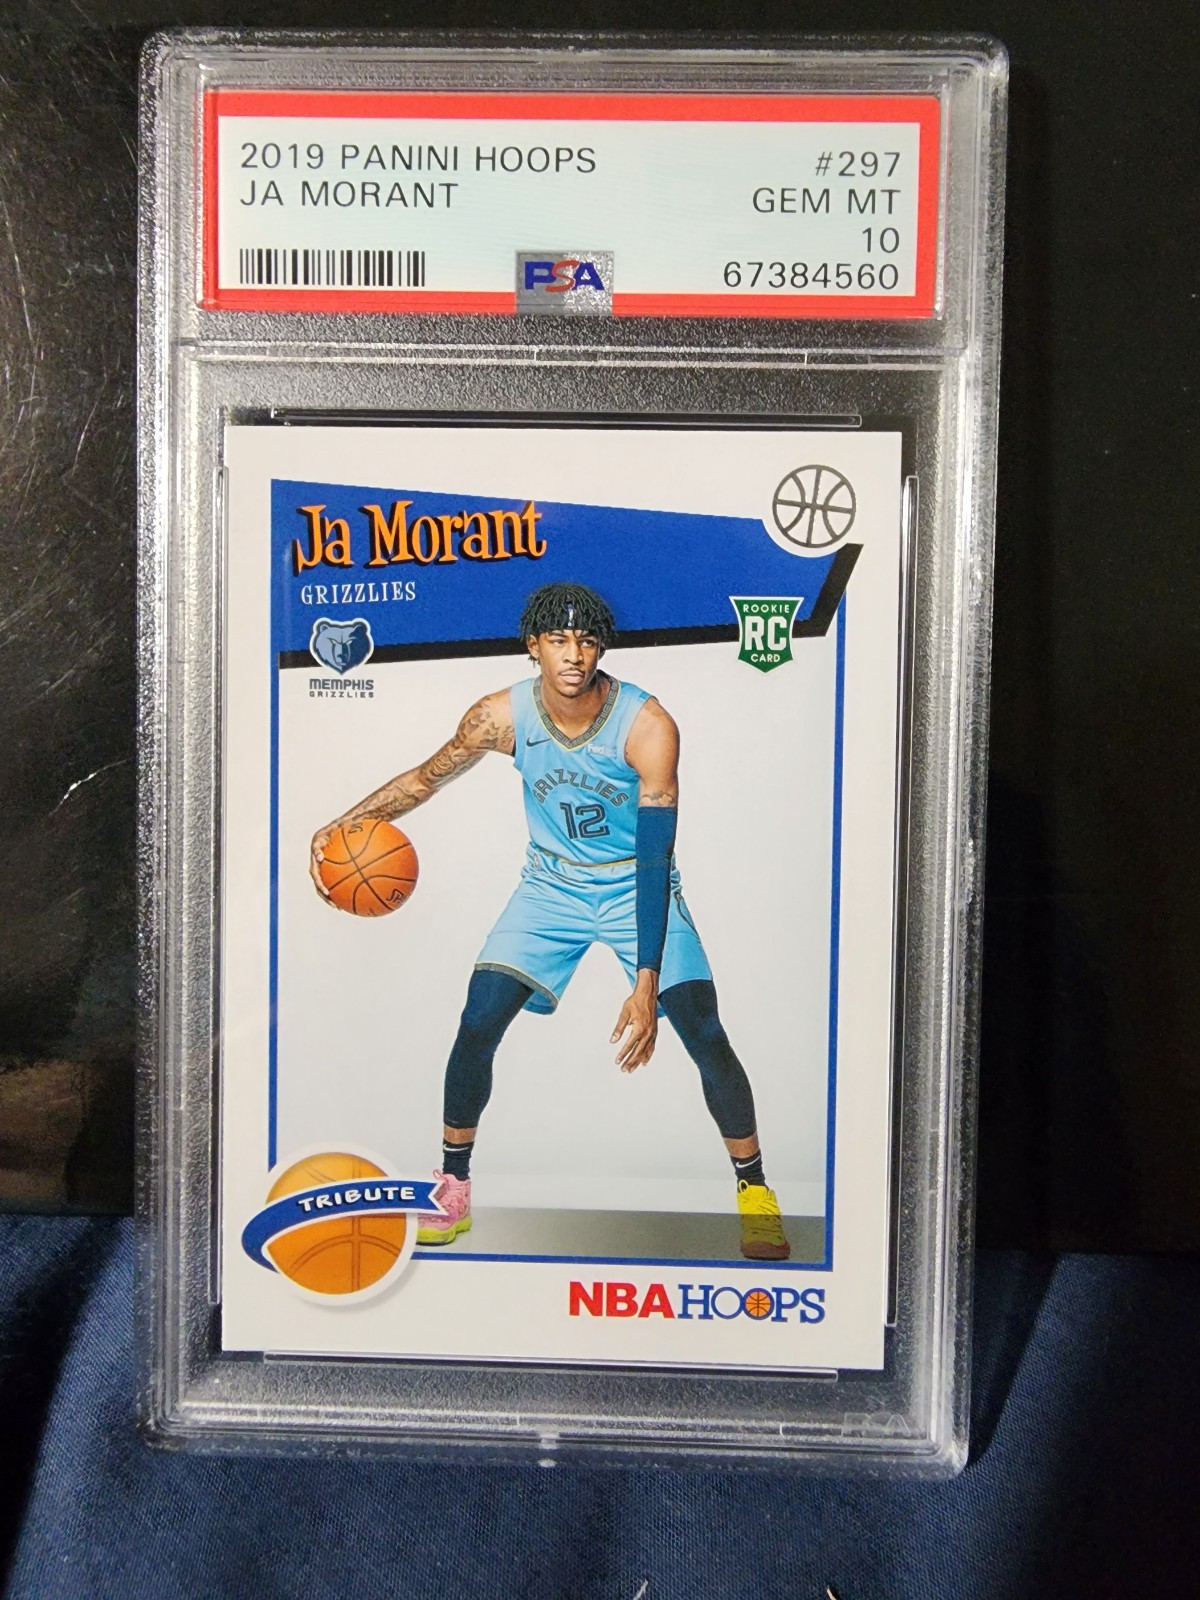 2019 PANINI HOOPS #297
JA MORANT GEM MT
10
PSA 67384560
Ja Morant
GRIZZLIES
ROOKIE
RC
CARD
MEMPHIS
GRIZZLIES
GRIZZLIES
12
TRIBUTE
NBA HOOPS
PSA